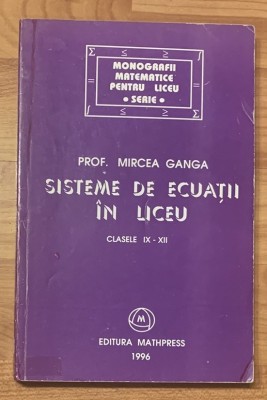 MONOGRAFII
MATEMATICE
PENTRU LICEU
• SERIE •
PROF. MIRCEA GANGA
SISTEME DE ECUAȚII
ÎN LICEU
CLASELE IX - XII
M
EDITURA MATHPRESS
1996